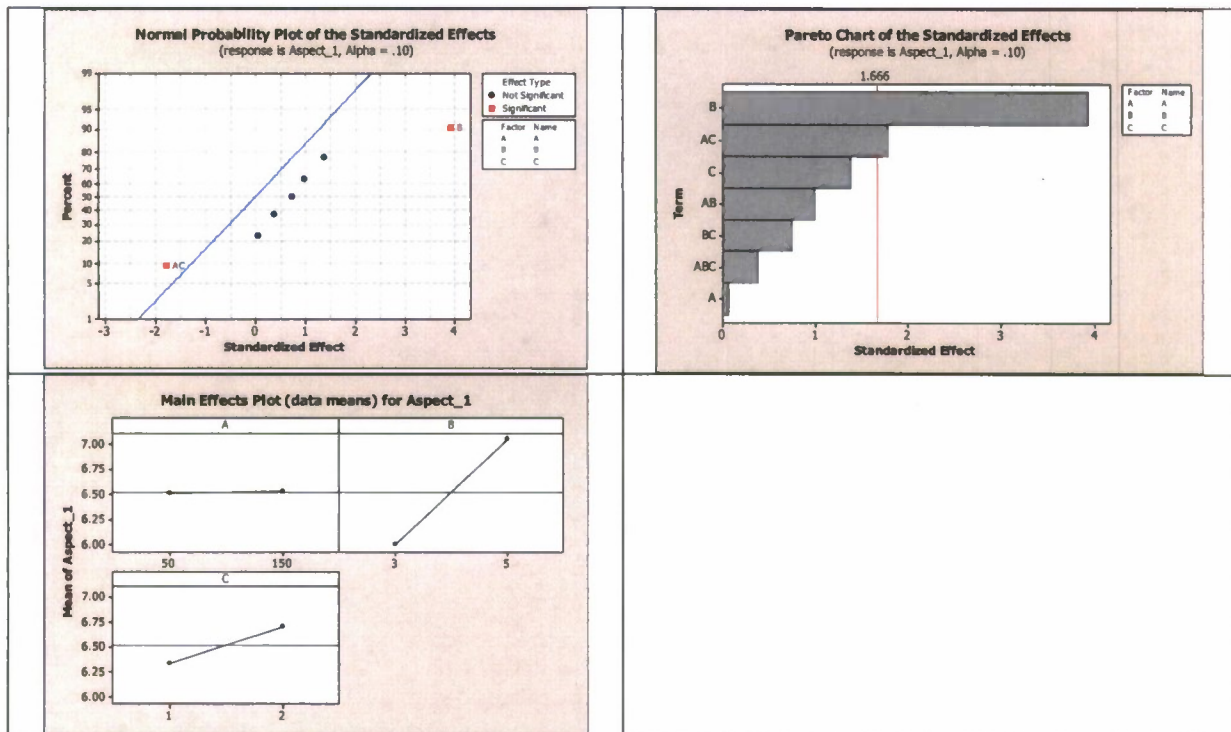 Normal Probability Plot of the Standardized Effects
(response is Aspect_1, Alpha = .10)
Percent
99
95
90
80
70
60
50
40
30
20
10
5
1
B
AC
-3 -2 -1 0 1 2 3 4
Standardized Effect
Effect Type
Not Significant
Significant
Factor Name
A A
B B
C C
Pareto Chart of the Standardized Effects
(response is Aspect_1, Alpha = .10)
1.666
Term
B
AC
C
AB
BC
ABC
A
0 1 2 3 4
Standardized Effect
Factor Name
A A
B B
C C
Main Effects Plot (data means) for Aspect_1
Mean of Aspect_1
A B
7.00
6.75
6.50
6.25
6.00
50 150 3 5
C
7.00
6.75
6.50
6.25
6.00
1 2